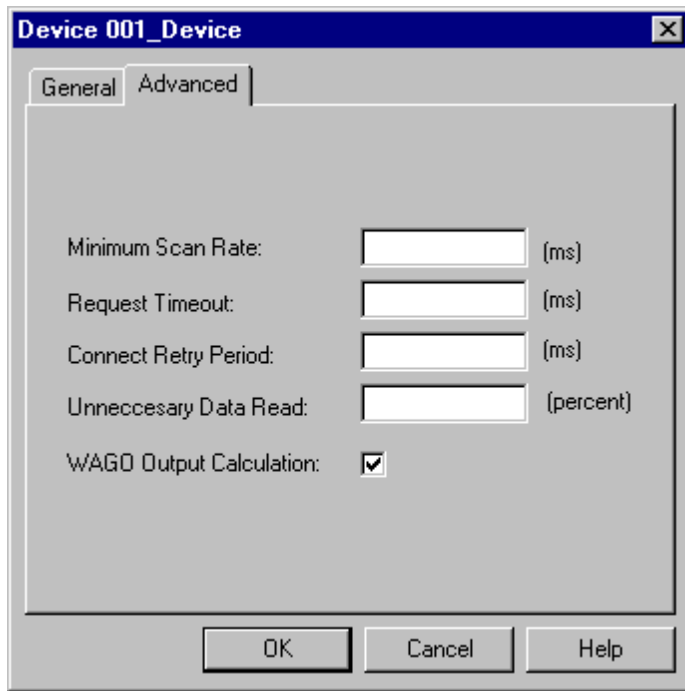 Device 001_Device
General Advanced
Minimum Scan Rate: (ms)
Request Timeout: (ms)
Connect Retry Period: (ms)
Unneccesary Data Read: (percent)
WAGO Output Calculation:
OK Cancel Help